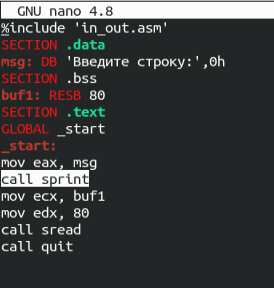 GNU nano 4.8
%include 'in_out.asm'
SECTION .data
msg: DB 'Введите строку:',0h
SECTION .bss
buf1: RESB 80
SECTION .text
GLOBAL _start
_start:
mov eax, msg
call sprint
mov ecx, buf1
mov edx, 80
call sread
call quit